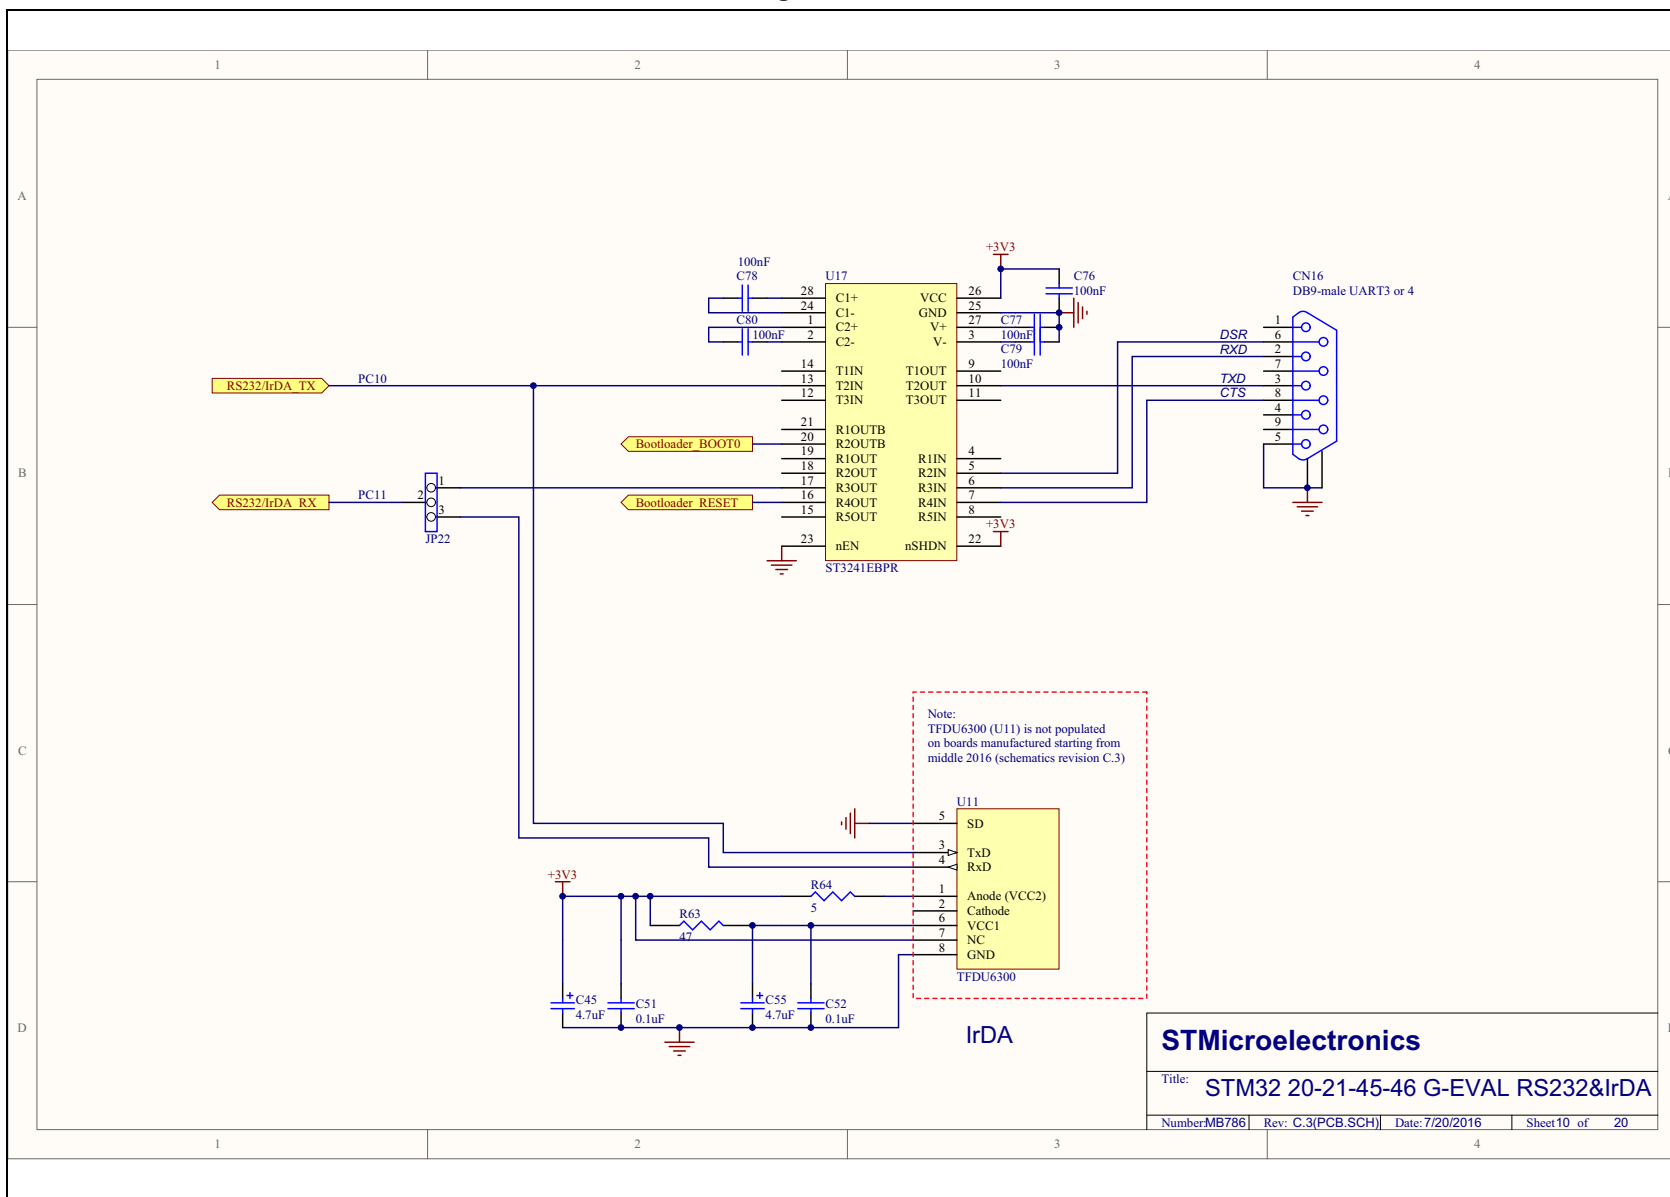 1 2 3 4
A
B
C
D
100nF
C78
C80
100nF
U17
28 C1+
24 C1-
1 C2+
2 C2-
14 T1IN
13 T2IN
12 T3IN
21 R1OUTB
20 R2OUTB
19 R1OUT
18 R2OUT
17 R3OUT
16 R4OUT
15 R5OUT
23 nEN
VCC 26
GND 25
V+ 27
V- 3
T1OUT 9
T2OUT 10
T3OUT 11
R1IN 4
R2IN 5
R3IN 6
R4IN 7
R5IN 8
nSHDN 22
ST3241EBPR
+3V3
C76
100nF
C77
100nF
C79
100nF
+3V3
CN16
DB9-male UART3 or 4
DSR
RXD
TXD
CTS
1
6
2
7
3
8
4
9
5
RS232/IrDA_TX
PC10
RS232/IrDA_RX
PC11
Bootloader_BOOT0
Bootloader_RESET
1
2
3
JP22
Note:
TFDU6300 (U11) is not populated
on boards manufactured starting from
middle 2016 (schematics revision C.3)
U11
5 SD
3 TxD
4 RxD
1 Anode (VCC2)
2 Cathode
6 VCC1
7 NC
8 GND
TFDU6300
+3V3
R64
5
R63
47
+ C45
4.7uF
C51
0.1uF
+ C55
4.7uF
C52
0.1uF
IrDA
STMicroelectronics
Title: STM32 20-21-45-46 G-EVAL RS232&IrDA
Number:MB786 Rev: C.3(PCB.SCH) Date:7/20/2016 Sheet10 of 20
1 2 3 4